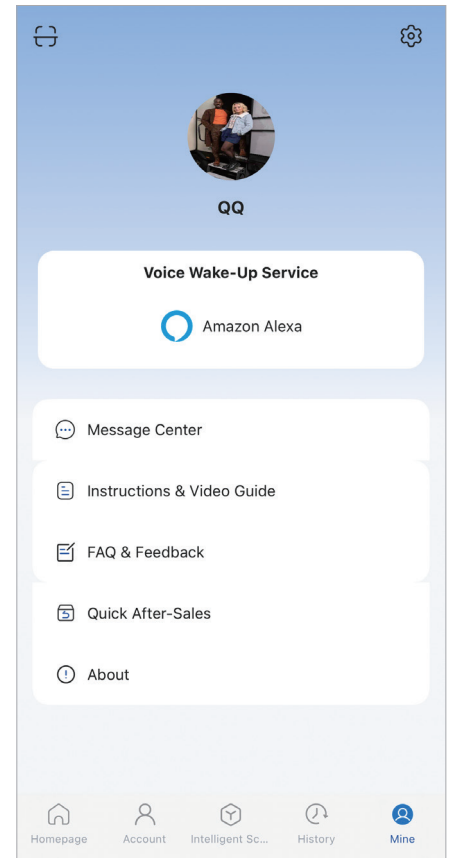 QQ
Voice Wake-Up Service
Amazon Alexa
Message Center
Instructions & Video Guide
FAQ & Feedback
Quick After-Sales
About
Homepage
Account
Intelligent Sc...
History
Mine